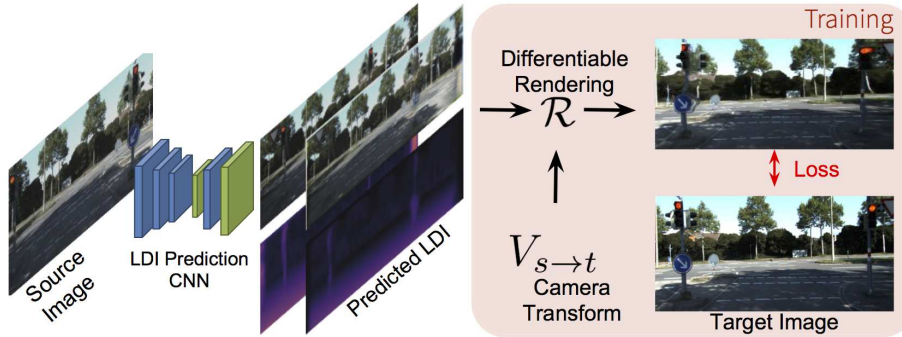 Source
Image
LDI Prediction
CNN
Predicted LDI
Training
Differentiable
Rendering
R
V_{s→t}
Camera
Transform
Loss
Target Image